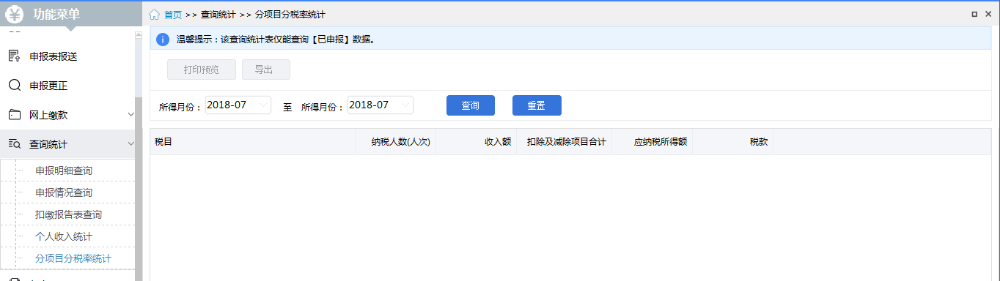 功能菜单
首页 >> 查询统计 >> 分项目分税率统计
温馨提示：该查询统计表仅能查询【已申报】数据。
申报表报送
打印预览 导出
申报更正
所得月份： 2018-07 至 所得月份： 2018-07 查询 重置
网上缴款
查询统计
税目 纳税人数(人次) 收入额 扣除及减除项目合计 应纳税所得额 税款
申报明细查询
申报情况查询
扣缴报告表查询
个人收入统计
分项目分税率统计